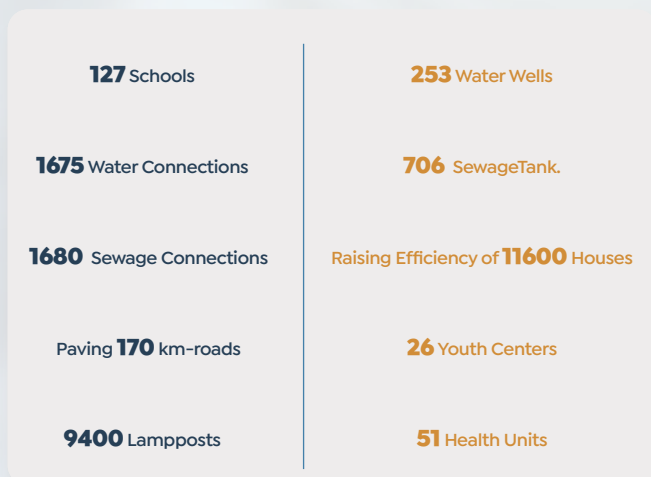 127 Schools
1675 Water Connections
1680 Sewage Connections
Paving 170 km-roads
9400 Lampposts
253 Water Wells
706 SewageTank.
Raising Efficiency of 11600 Houses
26 Youth Centers
51 Health Units